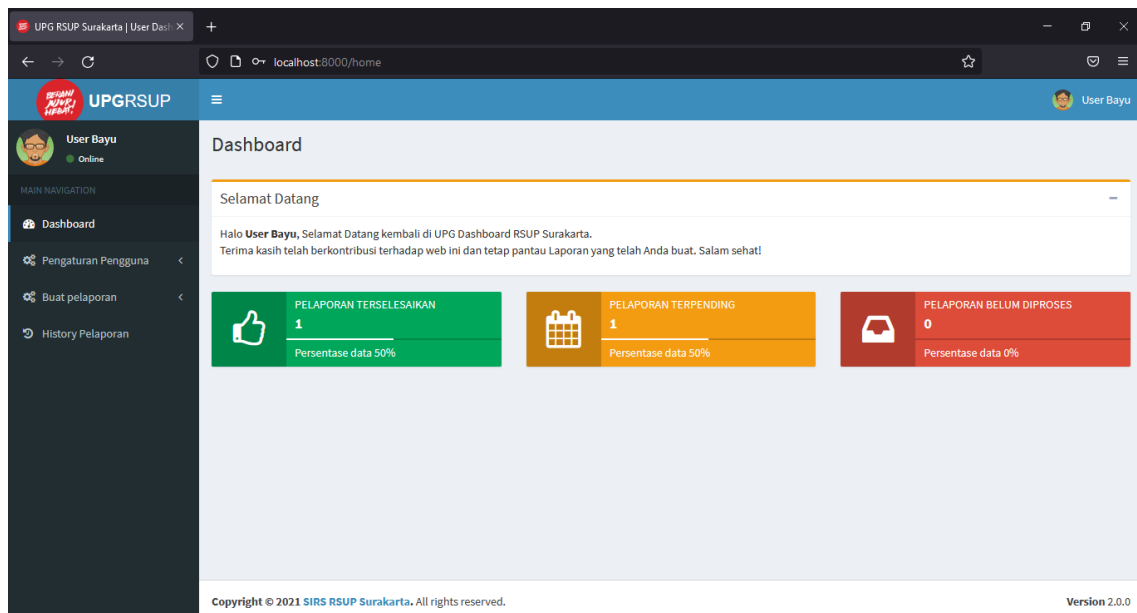 UPG RSUP Surakarta | User Dash
localhost:8000/home
BERANI JUJUR, HEBAT!
UPGRSUP
User Bayu
User Bayu
Online
MAIN NAVIGATION
Dashboard
Pengaturan Pengguna
Buat pelaporan
History Pelaporan
Dashboard
Selamat Datang
Halo User Bayu, Selamat Datang kembali di UPG Dashboard RSUP Surakarta.
Terima kasih telah berkontribusi terhadap web ini dan tetap pantau Laporan yang telah Anda buat. Salam sehat!
PELAPORAN TERSELESAIKAN
1
Persentase data 50%
PELAPORAN TERPENDING
1
Persentase data 50%
PELAPORAN BELUM DIPROSES
0
Persentase data 0%
Copyright © 2021 SIRS RSUP Surakarta. All rights reserved.
Version 2.0.0